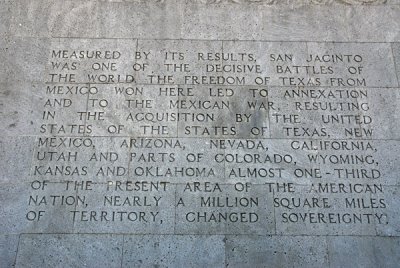 MEASURED BY ITS RESULTS, SAN JACINTO
WAS ONE OF THE DECISIVE BATTLES OF
THE WORLD. THE FREEDOM OF TEXAS FROM
MEXICO WON HERE LED TO ANNEXATION
AND TO THE MEXICAN WAR, RESULTING
IN THE ACQUISITION BY THE UNITED
STATES OF THE STATES OF TEXAS, NEW
MEXICO, ARIZONA, NEVADA, CALIFORNIA,
UTAH AND PARTS OF COLORADO, WYOMING,
KANSAS AND OKLAHOMA. ALMOST ONE-THIRD
OF THE PRESENT AREA OF THE AMERICAN
NATION, NEARLY A MILLION SQUARE MILES
OF TERRITORY, CHANGED SOVEREIGNTY.